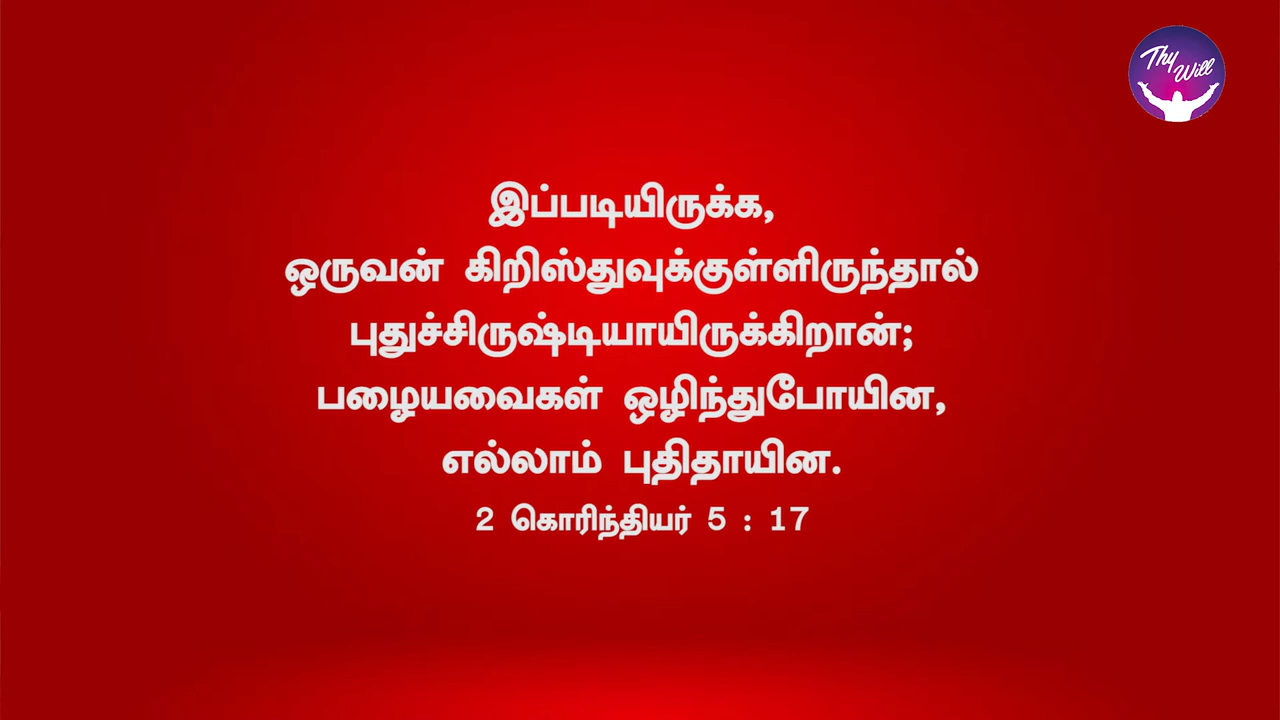 Thy
Will
இப்படியிருக்க,
ஒருவன் கிறிஸ்துவுக்குள்ளிருந்தால்
புதுச்சிருஷ்டியாயிருக்கிறான்;
பழையவைகள் ஒழிந்துபோயின,
எல்லாம் புதிதாயின.
2 கொரிந்தியர் 5 : 17